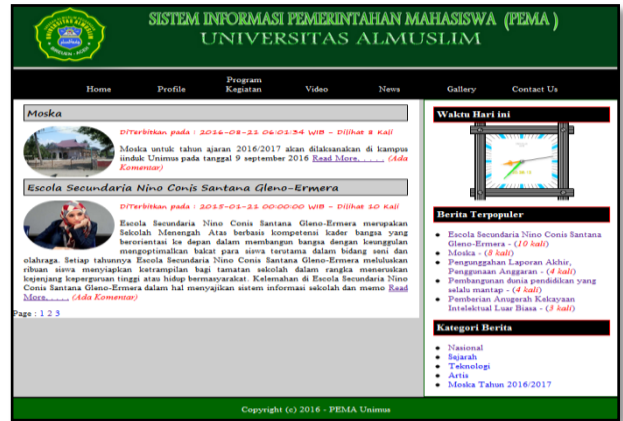 SISTEM INFORMASI PEMERINTAHAN MAHASISWA (PEMA )
UNIVERSITAS ALMUSLIM
Home
Profile
Program
Kegiatan
Video
News
Gallery
Contact Us
Moska
DiTerbitkan pada : 2016-08-21 06:01:34 WIB - Dilihat 8 Kali
Moska untuk tahun ajaran 2016/2017 akan dilaksanakan di kampus
iinduk Unimus pada tanggal 9 september 2016 Read More. . . . . (Ada
Komentar)
Escola Secundaria Nino Conis Santana Gleno-Ermera
DiTerbitkan pada : 2015-01-21 00:00:00 WIB - Dilihat 10 Kali
Escola Secundaria Nino Conis Santana Gleno-Ermera merupakan
Sekolah Menengah Atas berbasis kompetensi kader bangsa yang
berorientasi ke depan dalam membangun bangsa dengan keunggulan
mengoptimalkan bakat para siswa terutama dalam bidang seni dan
olahraga. Setiap tahunnya Escola Secundaria Nino Conis Santana Gleno-Ermera meluluskan
ribuan siswa menyiapkan ketrampilan bagi tamatan sekolah dalam rangka meneruskan
kejenjang keperguruan tinggi atau hidup bermasyarakat. Kelemahan di Escola Secundaria Nino
Conis Santana Gleno-Ermera dalam hal menyajikan sistem informasi sekolah dan memo Read
More. . . . . (Ada Komentar)
Page : 1 2 3
Waktu Hari ini
Berita Terpopuler
Escola Secundaria Nino Conis Santana
Gleno-Ermera - (10 kali)
Moska - (8 kali)
Pengunggahan Laporan Akhir,
Penggunaan Anggaran - (4 kali)
Pembangunan dunia pendidikan yang
selalu mantap - (4 kali)
Pemberian Anugerah Kekayaan
Intelektual Luar Biasa - (3 kali)
Kategori Berita
Nasional
Sejarah
Teknologi
Artis
Moska Tahun 2016/2017
Copyright (c) 2016 - PEMA Unimus